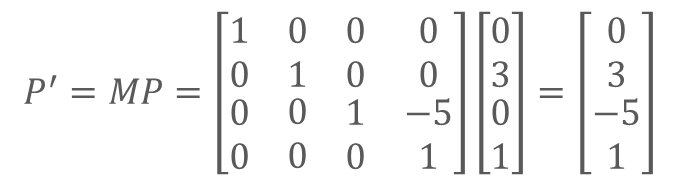 P′ = MP = [1 0 0 0; 0 1 0 0; 0 0 1 −5; 0 0 0 1] [0; 3; 0; 1] = [0; 3; −5; 1]